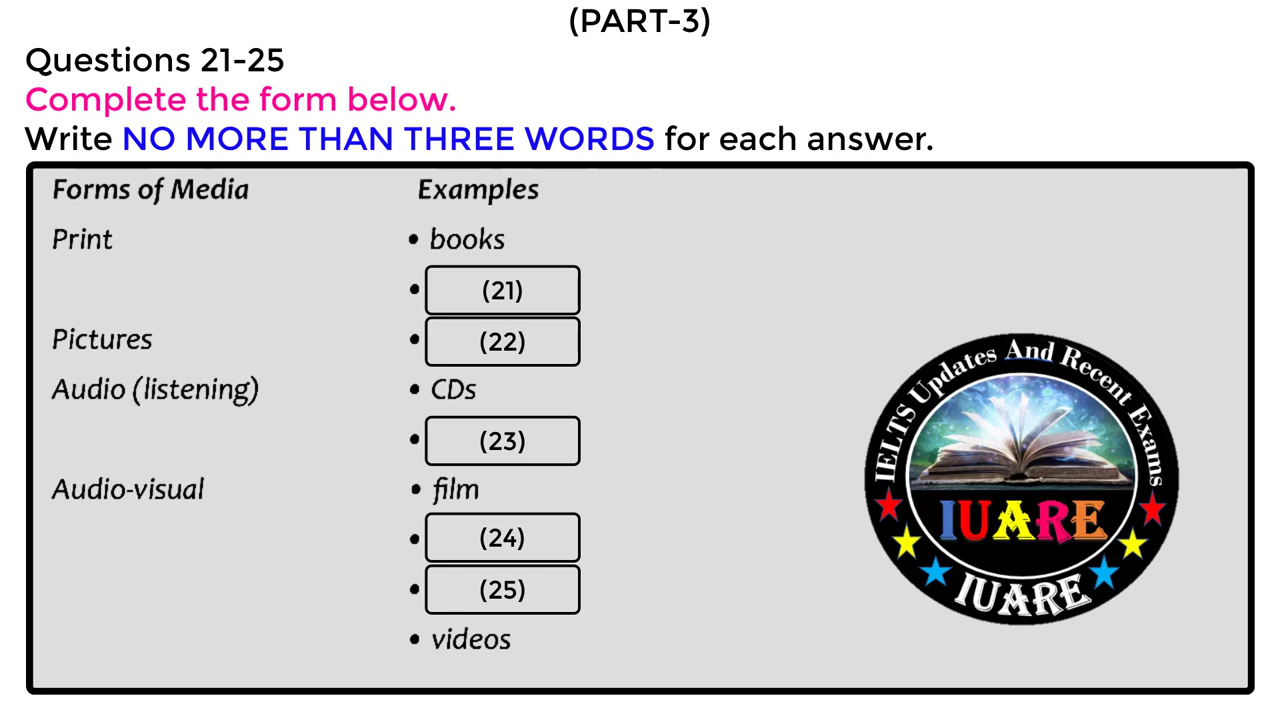 (PART-3)
Questions 21-25
Complete the form below.
Write NO MORE THAN THREE WORDS for each answer.
Forms of Media Examples
Print • books
• (21)
Pictures • (22)
Audio (listening) • CDs
• (23)
Audio-visual • film
• (24)
• (25)
• videos
IELTS Updates And Recent Exams
IUARE
IUARE